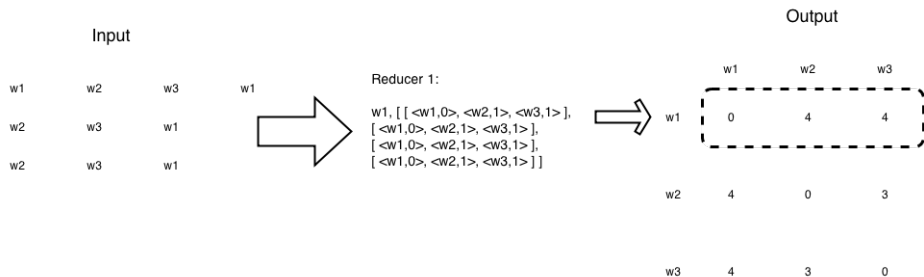 Output
Input
w1 w2 w3
w1 w2 w3 w1
Reducer 1:
w1, [ [ <w1,0>, <w2,1>, <w3,1> ],
[ <w1,0>, <w2,1>, <w3,1> ],
[ <w1,0>, <w2,1>, <w3,1> ],
[ <w1,0>, <w2,1>, <w3,1> ] ]
w1 0 4 4
w2 w3 w1
w2 w3 w1
w2 4 0 3
w3 4 3 0